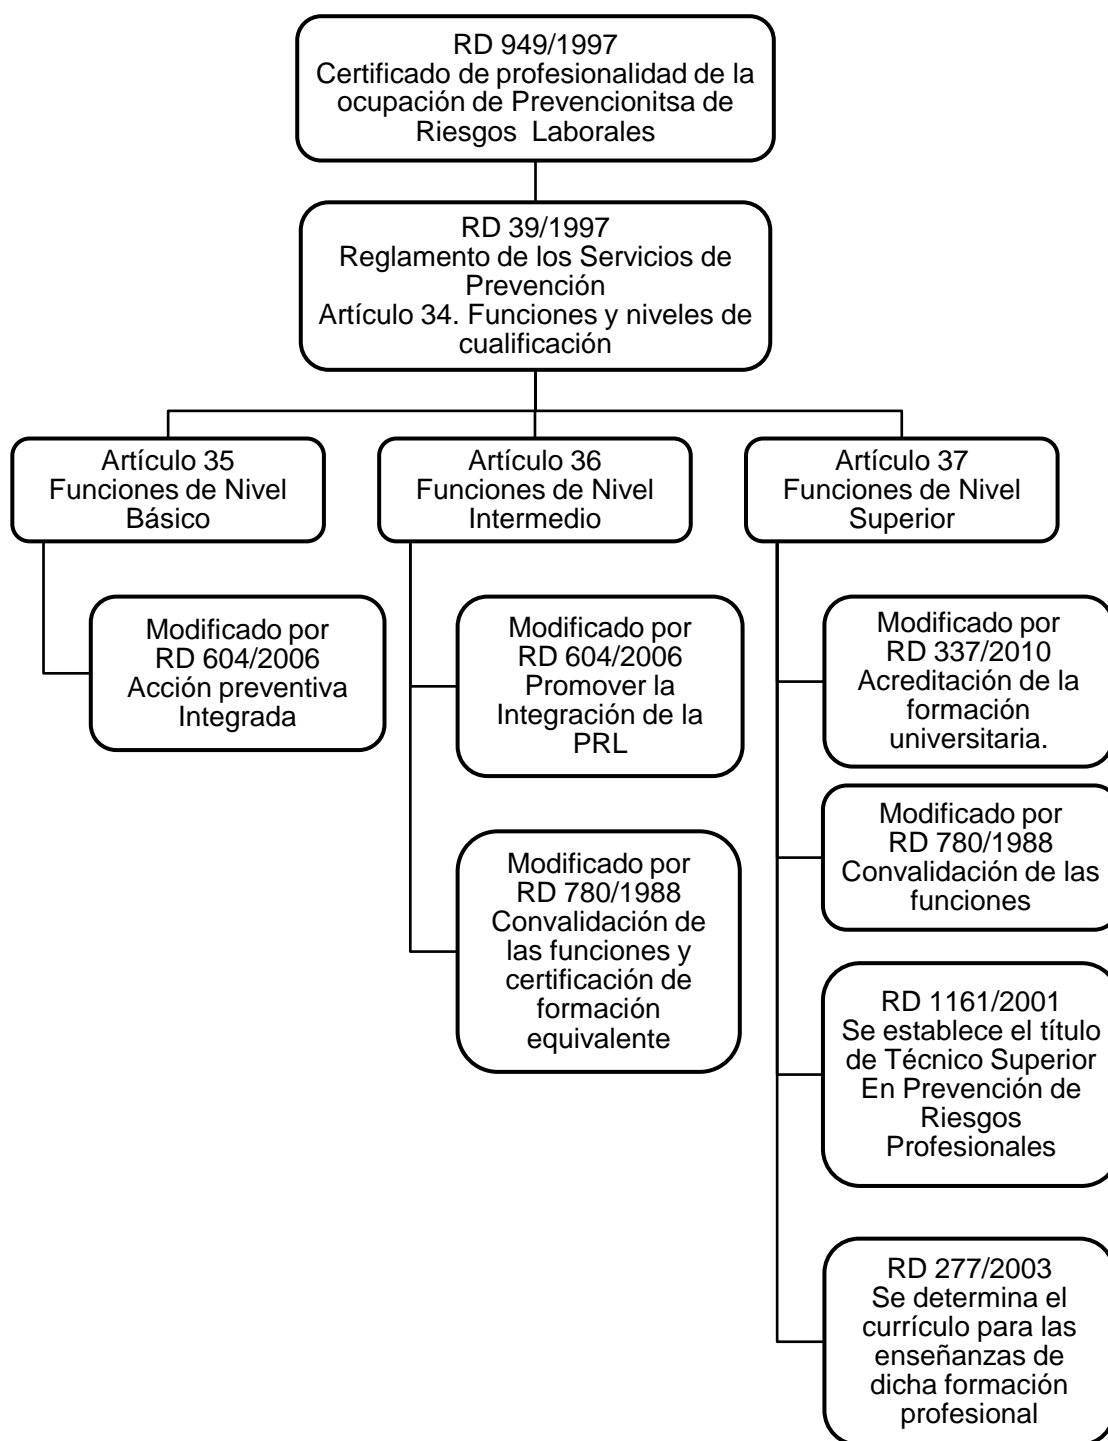 RD 949/1997
Certificado de profesionalidad de la
ocupación de Prevencionitsa de
Riesgos Laborales
RD 39/1997
Reglamento de los Servicios de
Prevención
Artículo 34. Funciones y niveles de
cualificación
Artículo 35
Funciones de Nivel
Básico
Artículo 36
Funciones de Nivel
Intermedio
Artículo 37
Funciones de Nivel
Superior
Modificado por
RD 604/2006
Acción preventiva
Integrada
Modificado por
RD 604/2006
Promover la
Integración de la
PRL
Modificado por
RD 780/1988
Convalidación de
las funciones y
certificación de
formación
equivalente
Modificado por
RD 337/2010
Acreditación de la
formación
universitaria.
Modificado por
RD 780/1988
Convalidación de las
funciones
RD 1161/2001
Se establece el título
de Técnico Superior
En Prevención de
Riesgos
Profesionales
RD 277/2003
Se determina el
currículo para las
enseñanzas de
dicha formación
profesional